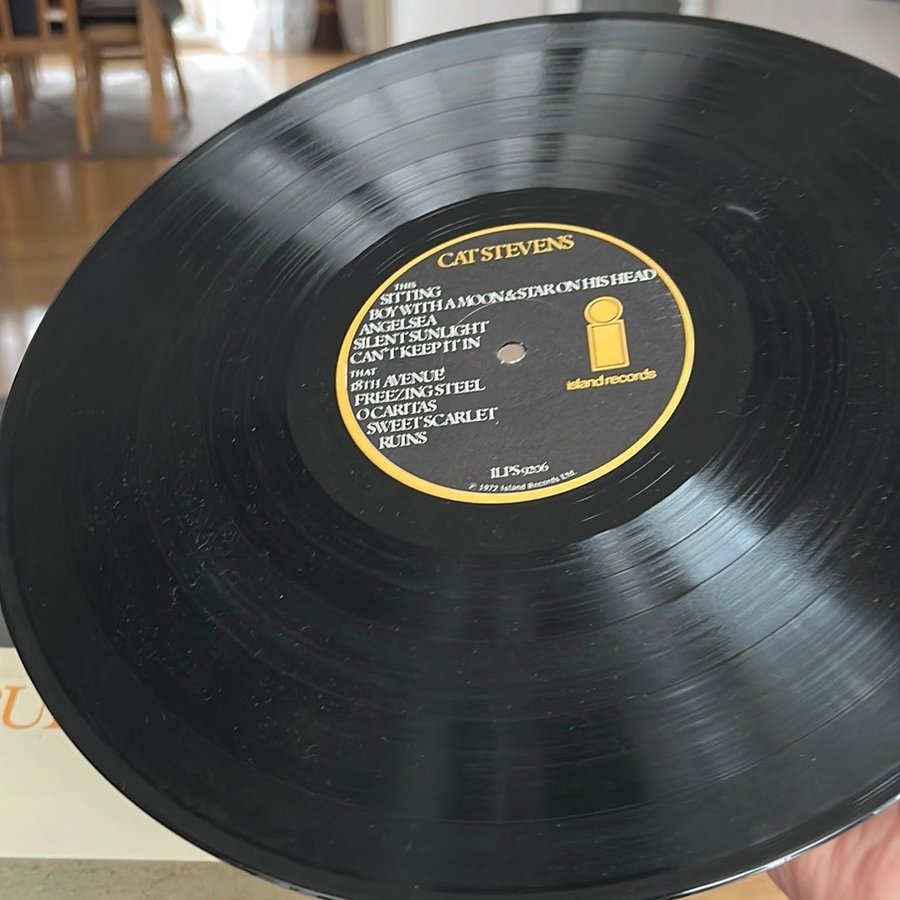 CAT STEVENS
THIS
SITTING
BOY WITH A MOON & STAR ON HIS HEAD
ANGELSEA
SILENT SUNLIGHT
CAN'T KEEP IT IN
THAT
18TH AVENUE
FREEZING STEEL
O CARITAS
SWEET SCARLET
RUINS
island records
ILPS 9206
℗ 1972 Island Records Ltd.